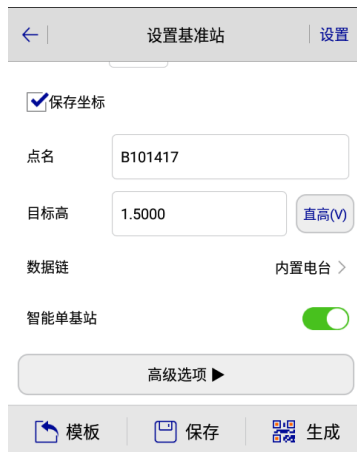 设置基准站
设置
保存坐标
点名
B101417
目标高
1.5000
直高(V)
数据链
内置电台
智能单基站
高级选项 ▶
模板
保存
生成